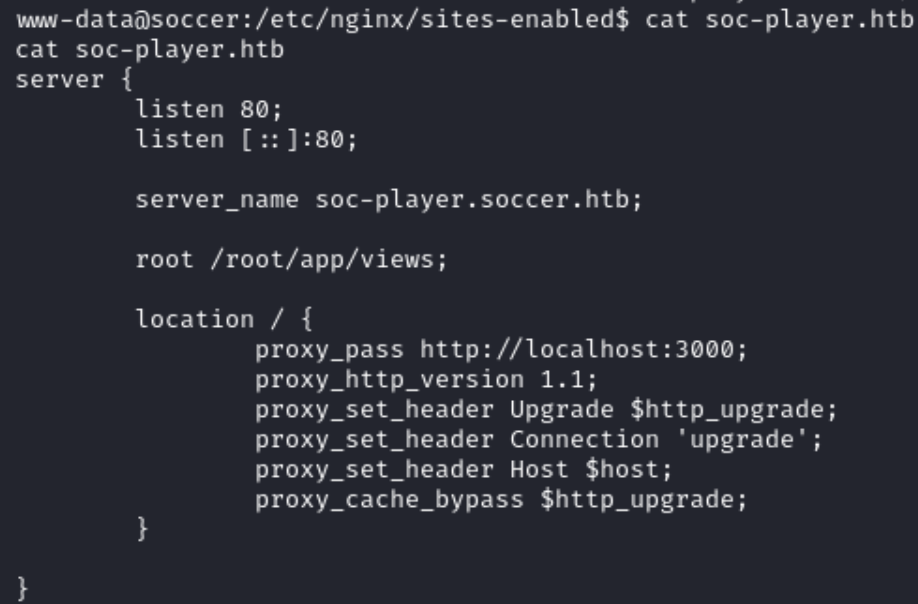 www-data@soccer:/etc/nginx/sites-enabled$ cat soc-player.htb
cat soc-player.htb
server {
        listen 80;
        listen [::]:80;

        server_name soc-player.soccer.htb;

        root /root/app/views;

        location / {
                proxy_pass http://localhost:3000;
                proxy_http_version 1.1;
                proxy_set_header Upgrade $http_upgrade;
                proxy_set_header Connection 'upgrade';
                proxy_set_header Host $host;
                proxy_cache_bypass $http_upgrade;
        }

}